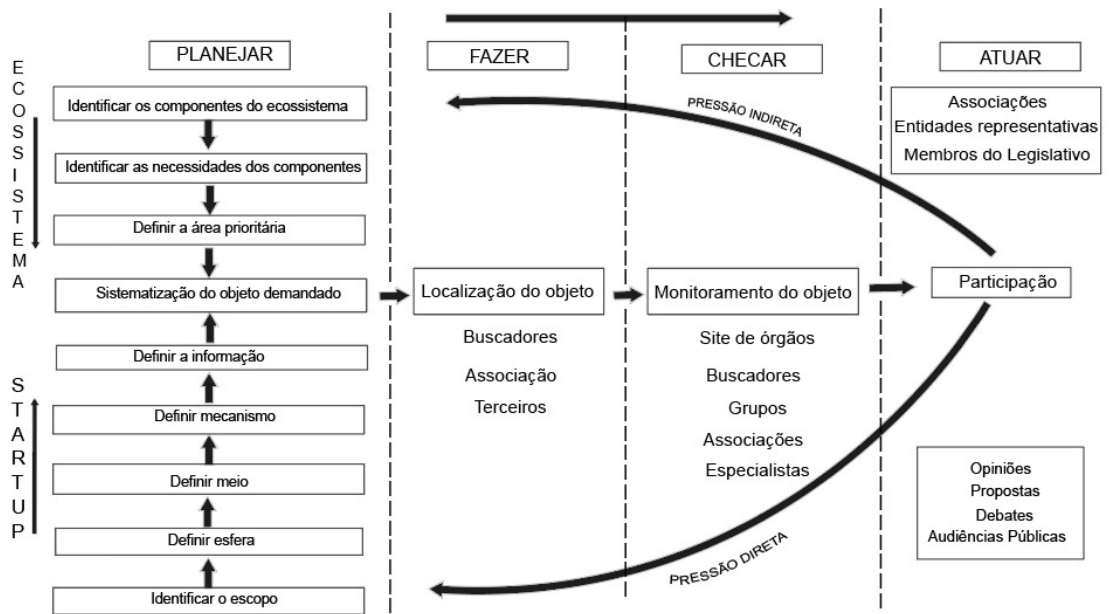 PLANEJAR
FAZER
CHECAR
ATUAR
ECOSSISTEMA
Identificar os componentes do ecossistema
Identificar as necessidades dos componentes
Definir a área prioritária
Sistematização do objeto demandado
Definir a informação
STARTUP
Definir mecanismo
Definir meio
Definir esfera
Identificar o escopo
Localização do objeto
Buscadores
Associação
Terceiros
Monitoramento do objeto
Site de órgãos
Buscadores
Grupos
Associações
Especialistas
PRESSÃO INDIRETA
PRESSÃO DIRETA
Associações
Entidades representativas
Membros do Legislativo
Participação
Opiniões
Propostas
Debates
Audiências Públicas